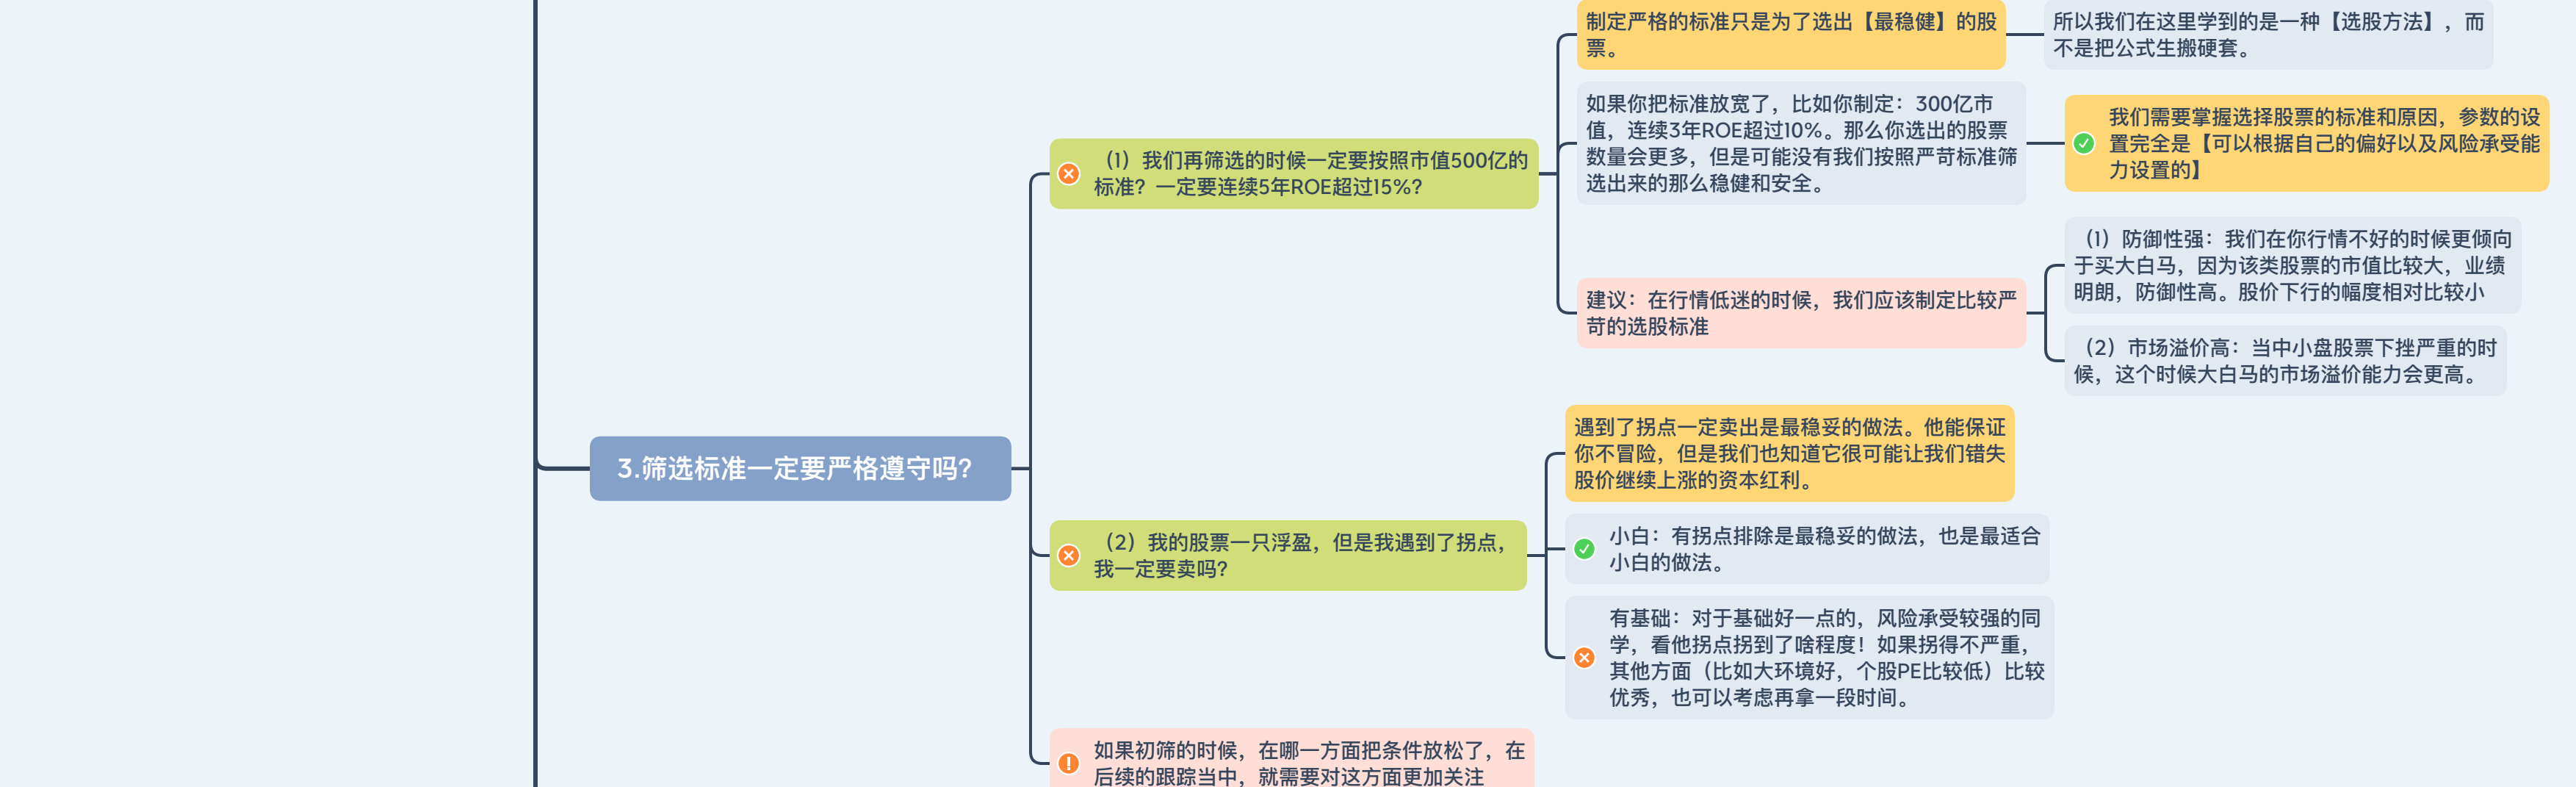 3.筛选标准一定要严格遵守吗？
（1）我们再筛选的时候一定要按照市值500亿的
标准？一定要连续5年ROE超过15%？
制定严格的标准只是为了选出【最稳健】的股
票。
所以我们在这里学到的是一种【选股方法】，而
不是把公式生搬硬套。
如果你把标准放宽了，比如你制定：300亿市
值，连续3年ROE超过10%。那么你选出的股票
数量会更多，但是可能没有我们按照严苛标准筛
选出来的那么稳健和安全。
我们需要掌握选择股票的标准和原因，参数的设
置完全是【可以根据自己的偏好以及风险承受能
力设置的】
建议：在行情低迷的时候，我们应该制定比较严
苛的选股标准
（1）防御性强：我们在你行情不好的时候更倾向
于买大白马，因为该类股票的市值比较大，业绩
明朗，防御性高。股价下行的幅度相对比较小
（2）市场溢价高：当中小盘股票下挫严重的时
候，这个时候大白马的市场溢价能力会更高。
（2）我的股票一只浮盈，但是我遇到了拐点，
我一定要卖吗？
遇到了拐点一定卖出是最稳妥的做法。他能保证
你不冒险，但是我们也知道它很可能让我们错失
股价继续上涨的资本红利。
小白：有拐点排除是最稳妥的做法，也是最适合
小白的做法。
有基础：对于基础好一点的，风险承受较强的同
学，看他拐点拐到了啥程度！如果拐得不严重，
其他方面（比如大环境好，个股PE比较低）比较
优秀，也可以考虑再拿一段时间。
如果初筛的时候，在哪一方面把条件放松了，在
后续的跟踪当中，就需要对这方面更加关注